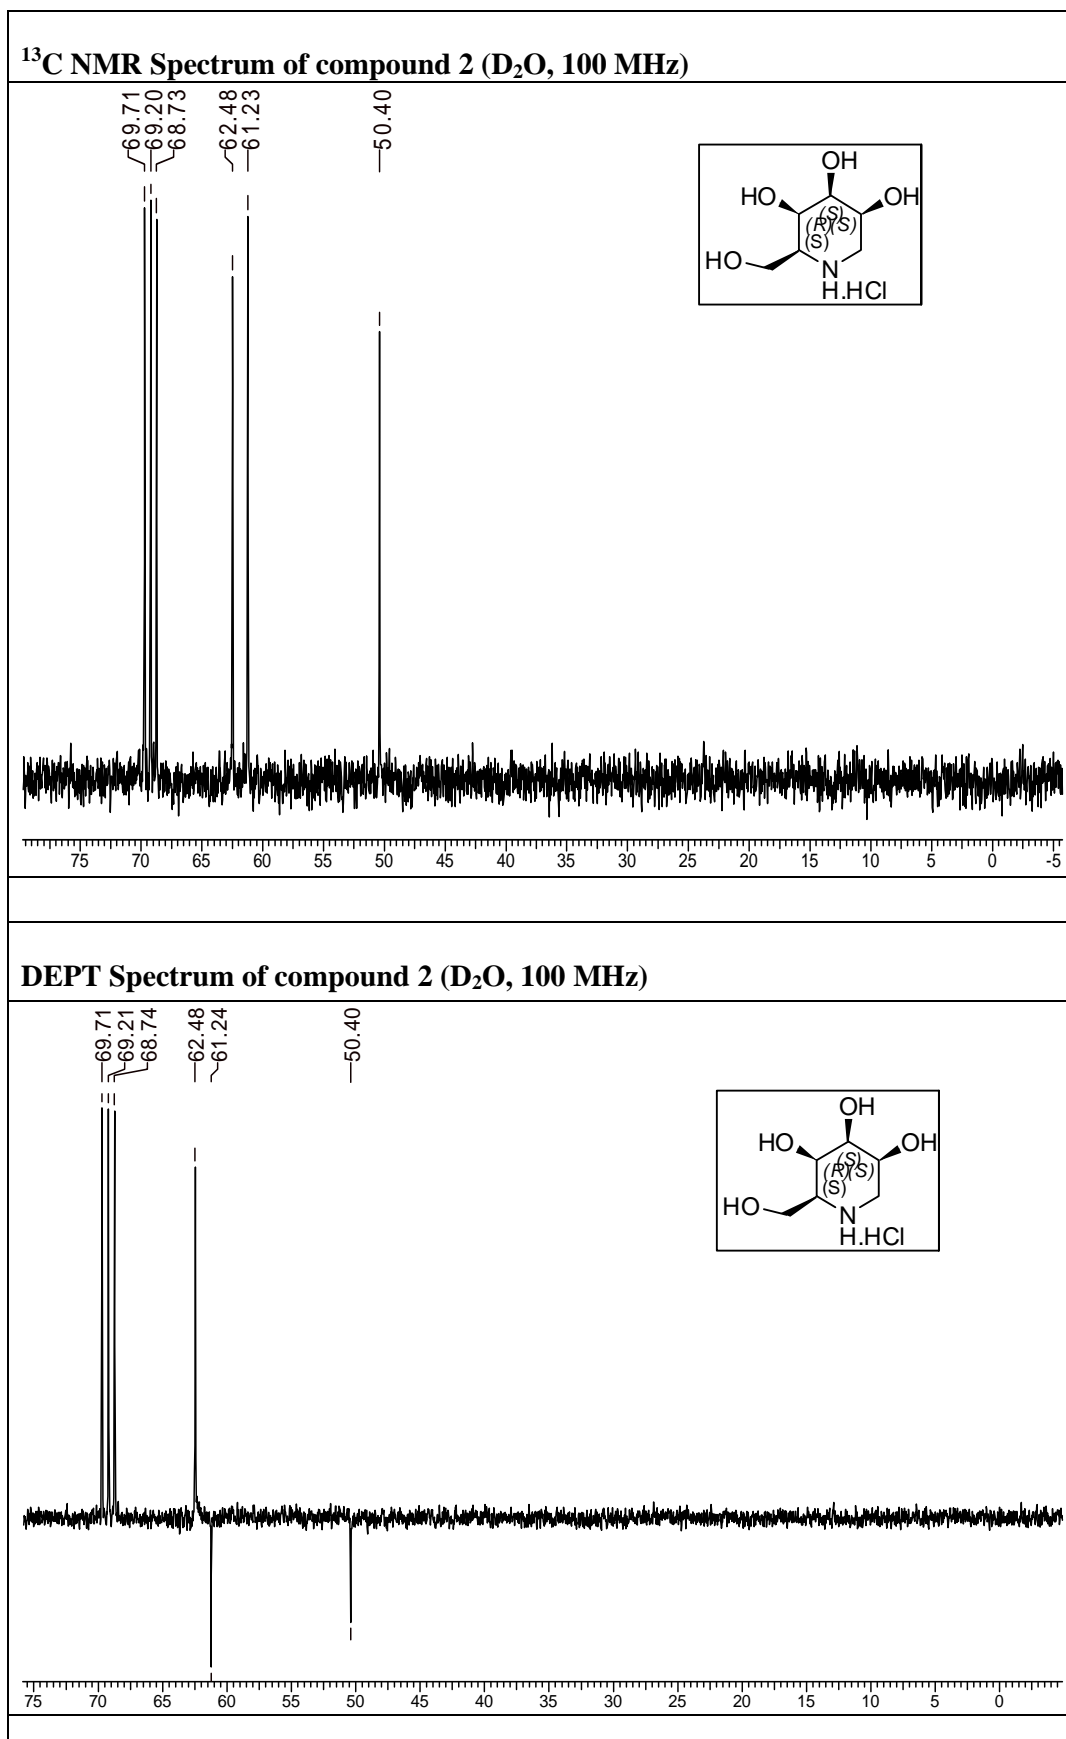 ¹³C NMR Spectrum of compound 2 (D₂O, 100 MHz)
69.71
69.20
68.73
62.48
61.23
50.40
OH
HO
OH
(S)
(R)(S)
(S)
HO
N
H.HCl
75 70 65 60 55 50 45 40 35 30 25 20 15 10 5 0 -5
DEPT Spectrum of compound 2 (D₂O, 100 MHz)
69.71
69.21
68.74
62.48
61.24
50.40
OH
HO
OH
(S)
(R)(S)
(S)
HO
N
H.HCl
75 70 65 60 55 50 45 40 35 30 25 20 15 10 5 0